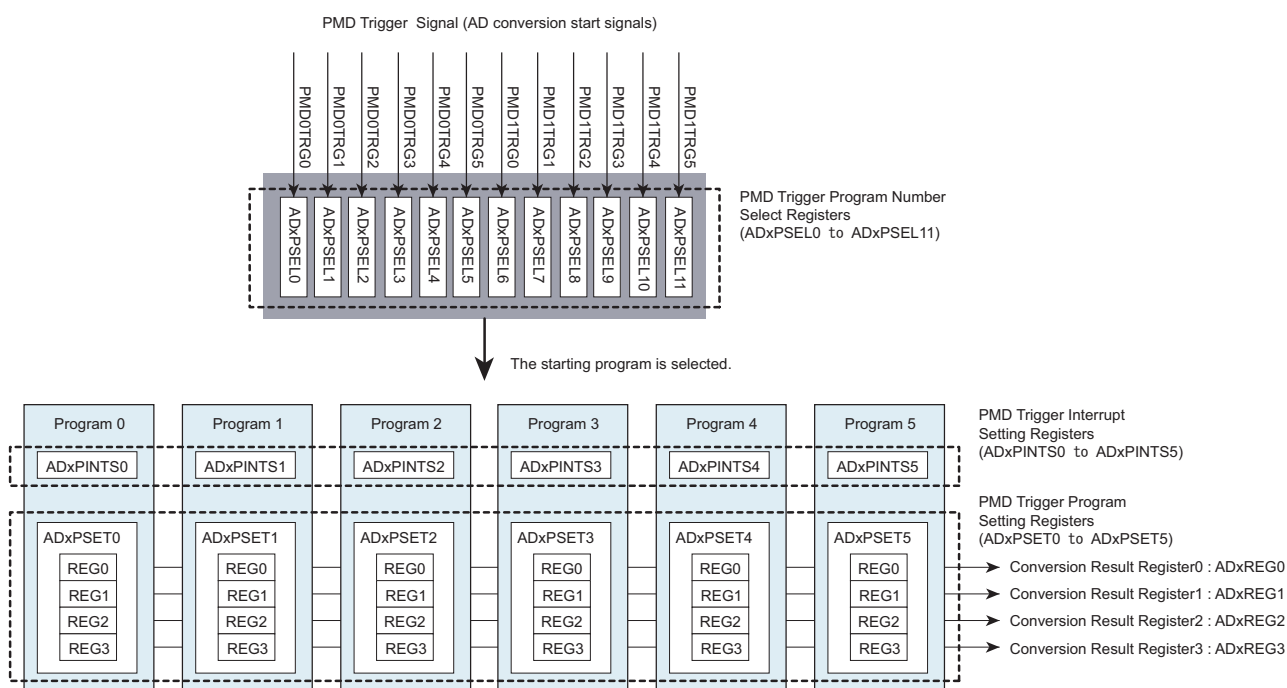 PMD Trigger Signal (AD conversion start signals)
PMD0TRG0
PMD0TRG1
PMD0TRG2
PMD0TRG3
PMD0TRG4
PMD0TRG5
PMD1TRG0
PMD1TRG1
PMD1TRG2
PMD1TRG3
PMD1TRG4
PMD1TRG5
ADxPSEL0
ADxPSEL1
ADxPSEL2
ADxPSEL3
ADxPSEL4
ADxPSEL5
ADxPSEL6
ADxPSEL7
ADxPSEL8
ADxPSEL9
ADxPSEL10
ADxPSEL11
PMD Trigger Program Number
Select Registers
(ADxPSEL0 to ADxPSEL11)
The starting program is selected.
Program 0
Program 1
Program 2
Program 3
Program 4
Program 5
PMD Trigger Interrupt
Setting Registers
(ADxPINTS0 to ADxPINTS5)
ADxPINTS0
ADxPINTS1
ADxPINTS2
ADxPINTS3
ADxPINTS4
ADxPINTS5
PMD Trigger Program
Setting Registers
(ADxPSET0 to ADxPSET5)
ADxPSET0
ADxPSET1
ADxPSET2
ADxPSET3
ADxPSET4
ADxPSET5
REG0
REG0
REG0
REG0
REG0
REG0
Conversion Result Register0 : ADxREG0
REG1
REG1
REG1
REG1
REG1
REG1
Conversion Result Register1 : ADxREG1
REG2
REG2
REG2
REG2
REG2
REG2
Conversion Result Register2 : ADxREG2
REG3
REG3
REG3
REG3
REG3
REG3
Conversion Result Register3 : ADxREG3